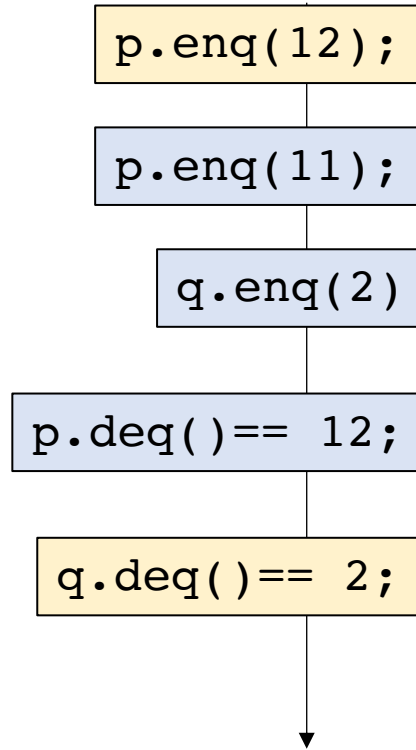 p.enq(12);
p.enq(11);
q.enq(2)
p.deq()== 12;
q.deq()== 2;